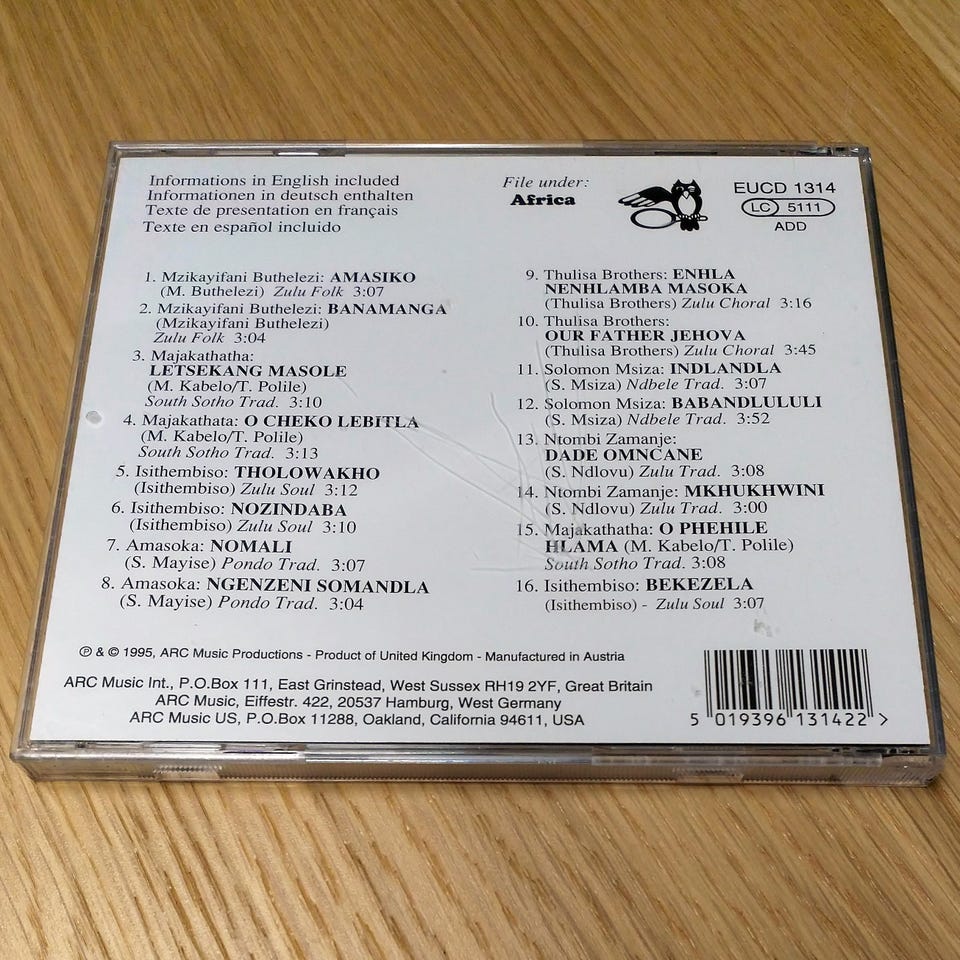 Informations in English included
Informationen in deutsch enthalten
Texte de presentation en français
Texte en español incluido
File under:
Africa
EUCD 1314
LC 5111
ADD
1. Mzikayifani Buthelezi: AMASIKO
(M. Buthelezi) Zulu Folk 3:07
2. Mzikayifani Buthelezi: BANAMANGA
(Mzikayifani Buthelezi)
Zulu Folk 3:04
3. Majakathatha:
LETSEKANG MASOLE
(M. Kabelo/T. Polile)
South Sotho Trad. 3:10
4. Majakathata: O CHEKO LEBITLA
(M. Kabelo/T. Polile)
South Sotho Trad. 3:13
5. Isithembiso: THOLOWAKHO
(Isithembiso) Zulu Soul 3:12
6. Isithembiso: NOZINDABA
(Isithembiso) Zulu Soul 3:10
7. Amasoka: NOMALI
(S. Mayise) Pondo Trad. 3:07
8. Amasoka: NGENZENI SOMANDLA
(S. Mayise) Pondo Trad. 3:04
9. Thulisa Brothers: ENHLA
NENHLAMBA MASOKA
(Thulisa Brothers) Zulu Choral 3:16
10. Thulisa Brothers:
OUR FATHER JEHOVA
(Thulisa Brothers) Zulu Choral 3:45
11. Solomon Msiza: INDLANDLA
(S. Msiza) Ndbele Trad. 3:07
12. Solomon Msiza: BABANDLULULI
(S. Msiza) Ndbele Trad. 3:52
13. Ntombi Zamanje:
DADE OMNCANE
(S. Ndlovu) Zulu Trad. 3:08
14. Ntombi Zamanje: MKHUKHWINI
(S. Ndlovu) Zulu Trad. 3:00
15. Majakathatha: O PHEHILE
HLAMA (M. Kabelo/T. Polile)
South Sotho Trad. 3:08
16. Isithembiso: BEKEZELA
(Isithembiso) - Zulu Soul 3:07
℗ & © 1995, ARC Music Productions - Product of United Kingdom - Manufactured in Austria
ARC Music Int., P.O.Box 111, East Grinstead, West Sussex RH19 2YF, Great Britain
ARC Music, Eiffestr. 422, 20537 Hamburg, West Germany
ARC Music US, P.O.Box 11288, Oakland, California 94611, USA
5 019396 131422 >